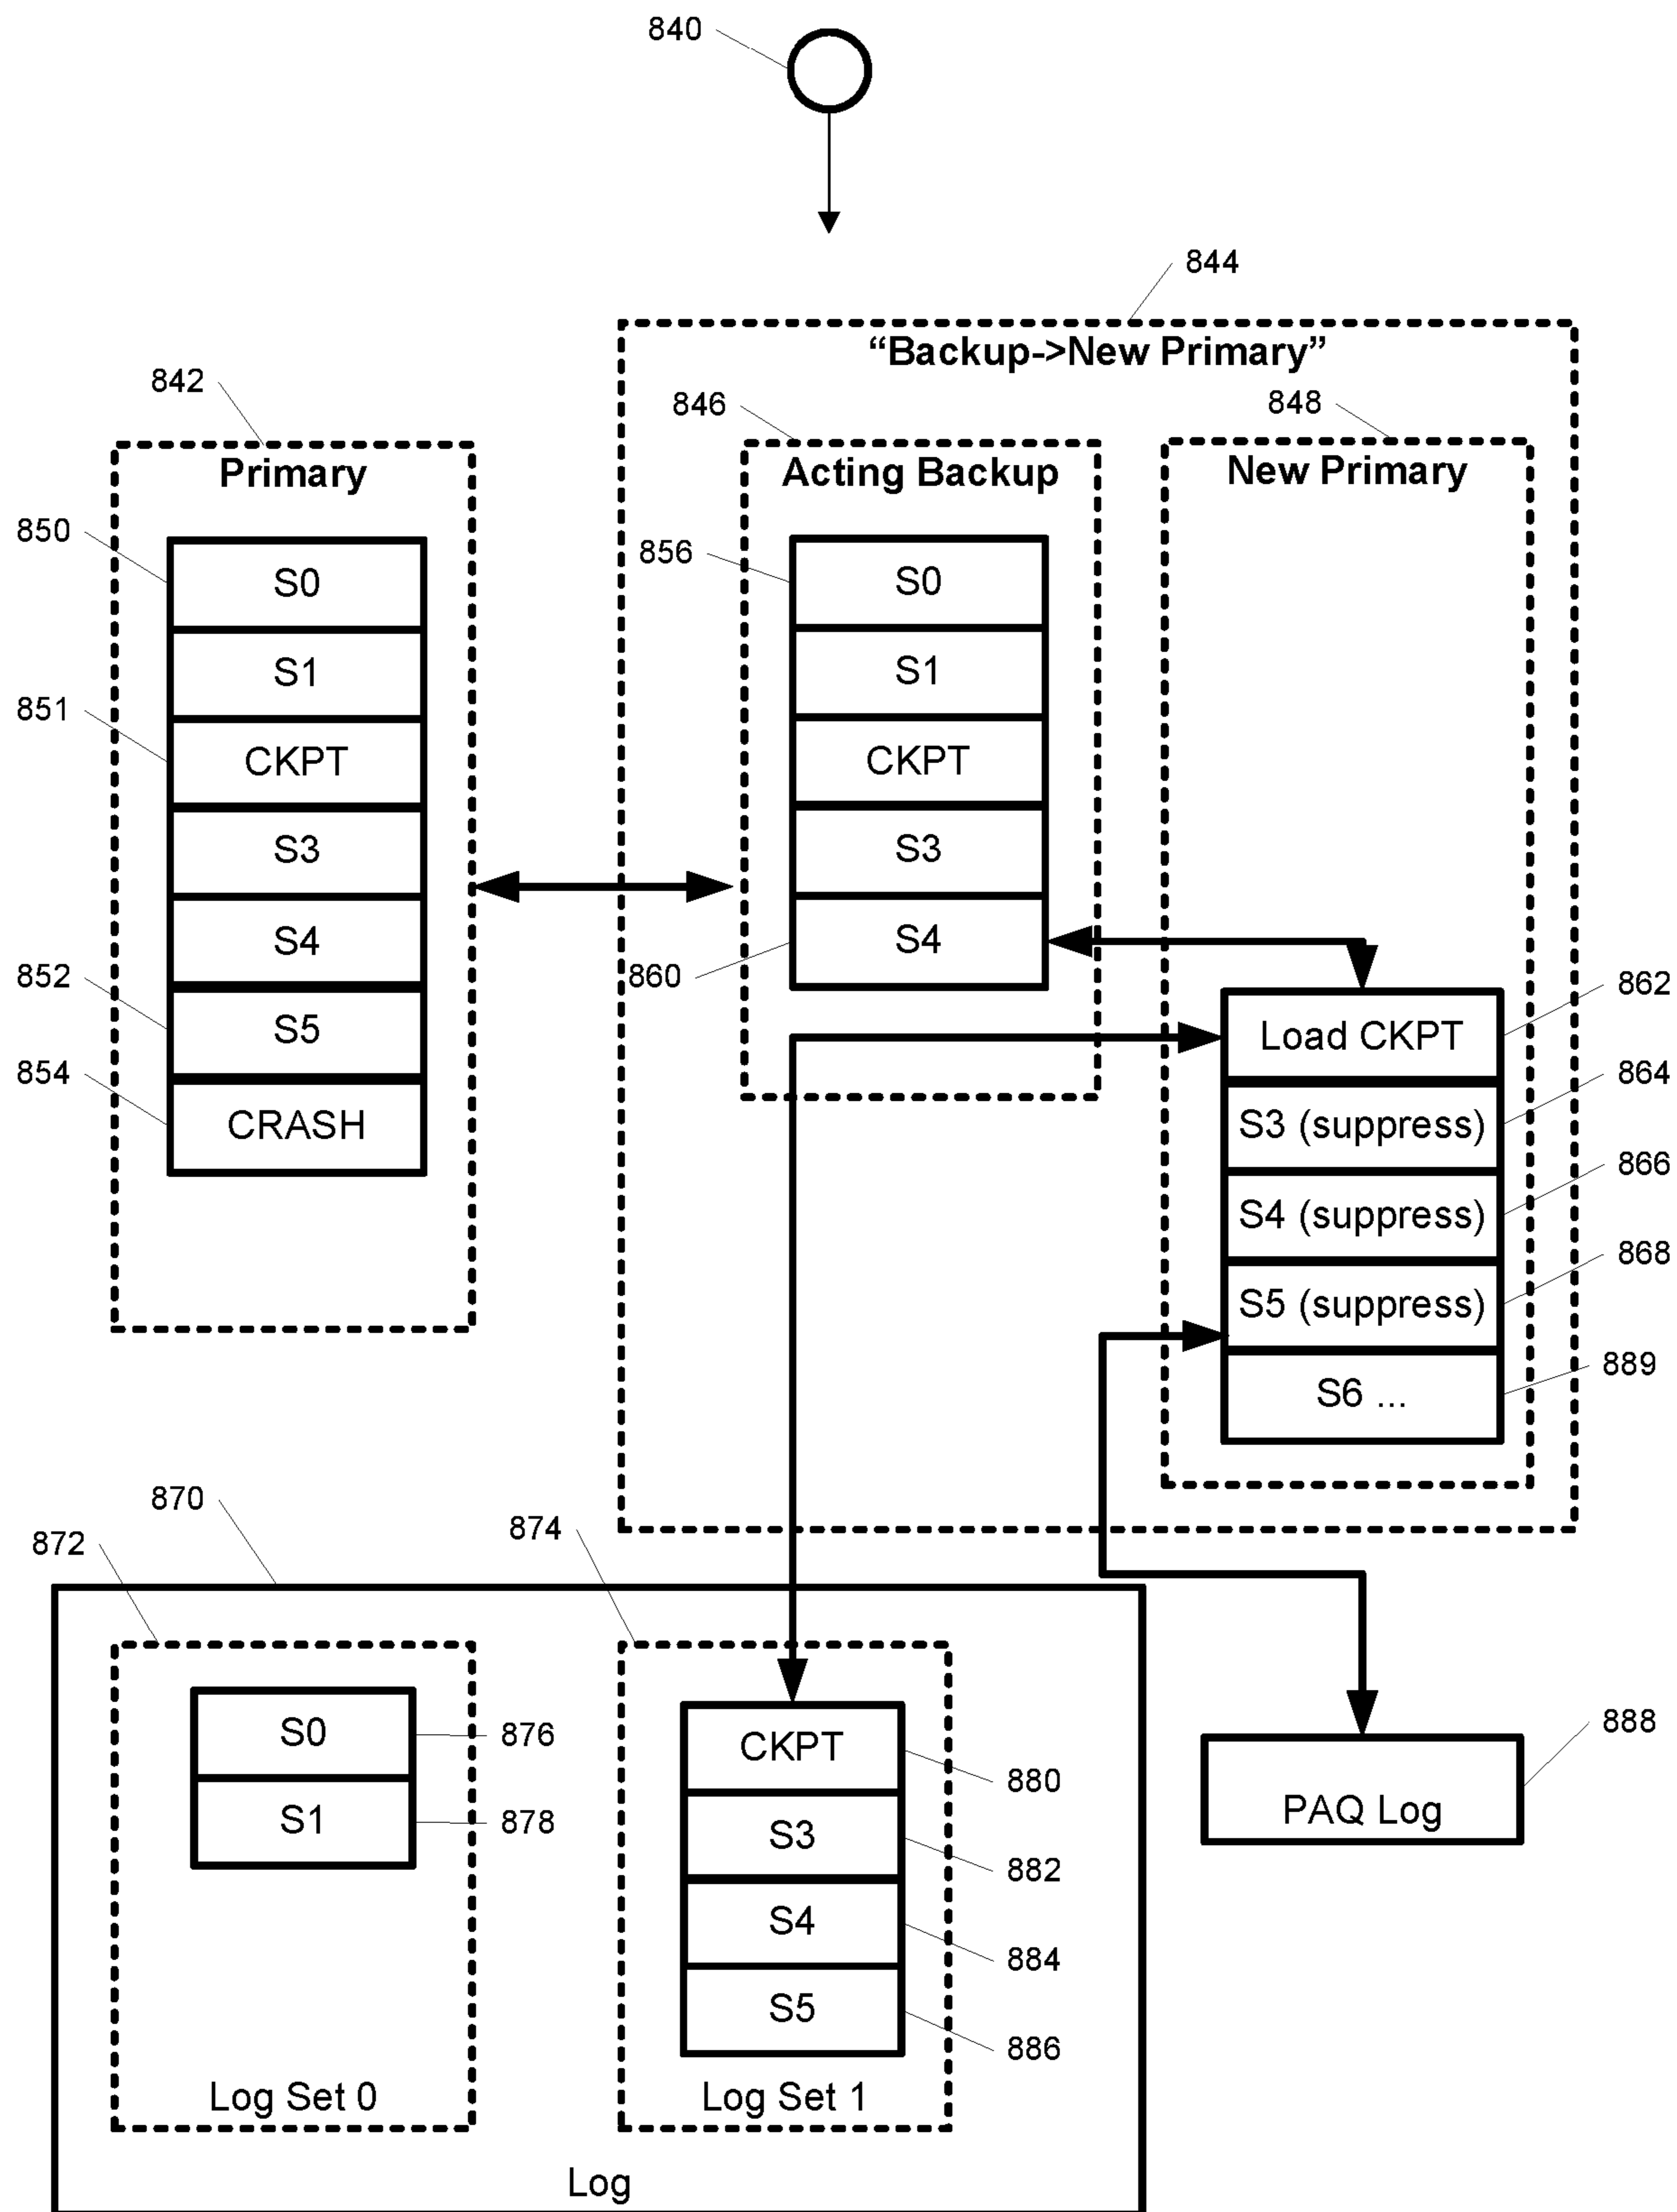 840
844
“Backup->New Primary”
842
846
848
Primary
Acting Backup
New Primary
850
S0
S1
851
CKPT
S3
S4
852
S5
854
CRASH
856
S0
S1
CKPT
S3
860
S4
862
Load CKPT
864
S3 (suppress)
866
S4 (suppress)
868
S5 (suppress)
889
S6 ...
870
872
874
S0
876
S1
878
Log Set 0
CKPT
880
S3
882
S4
884
S5
886
Log Set 1
Log
888
PAQ Log